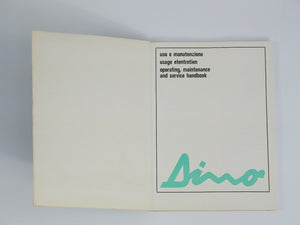 uso e manutenzione
usage etentretien
operating, maintenance
and service handbook
Dino